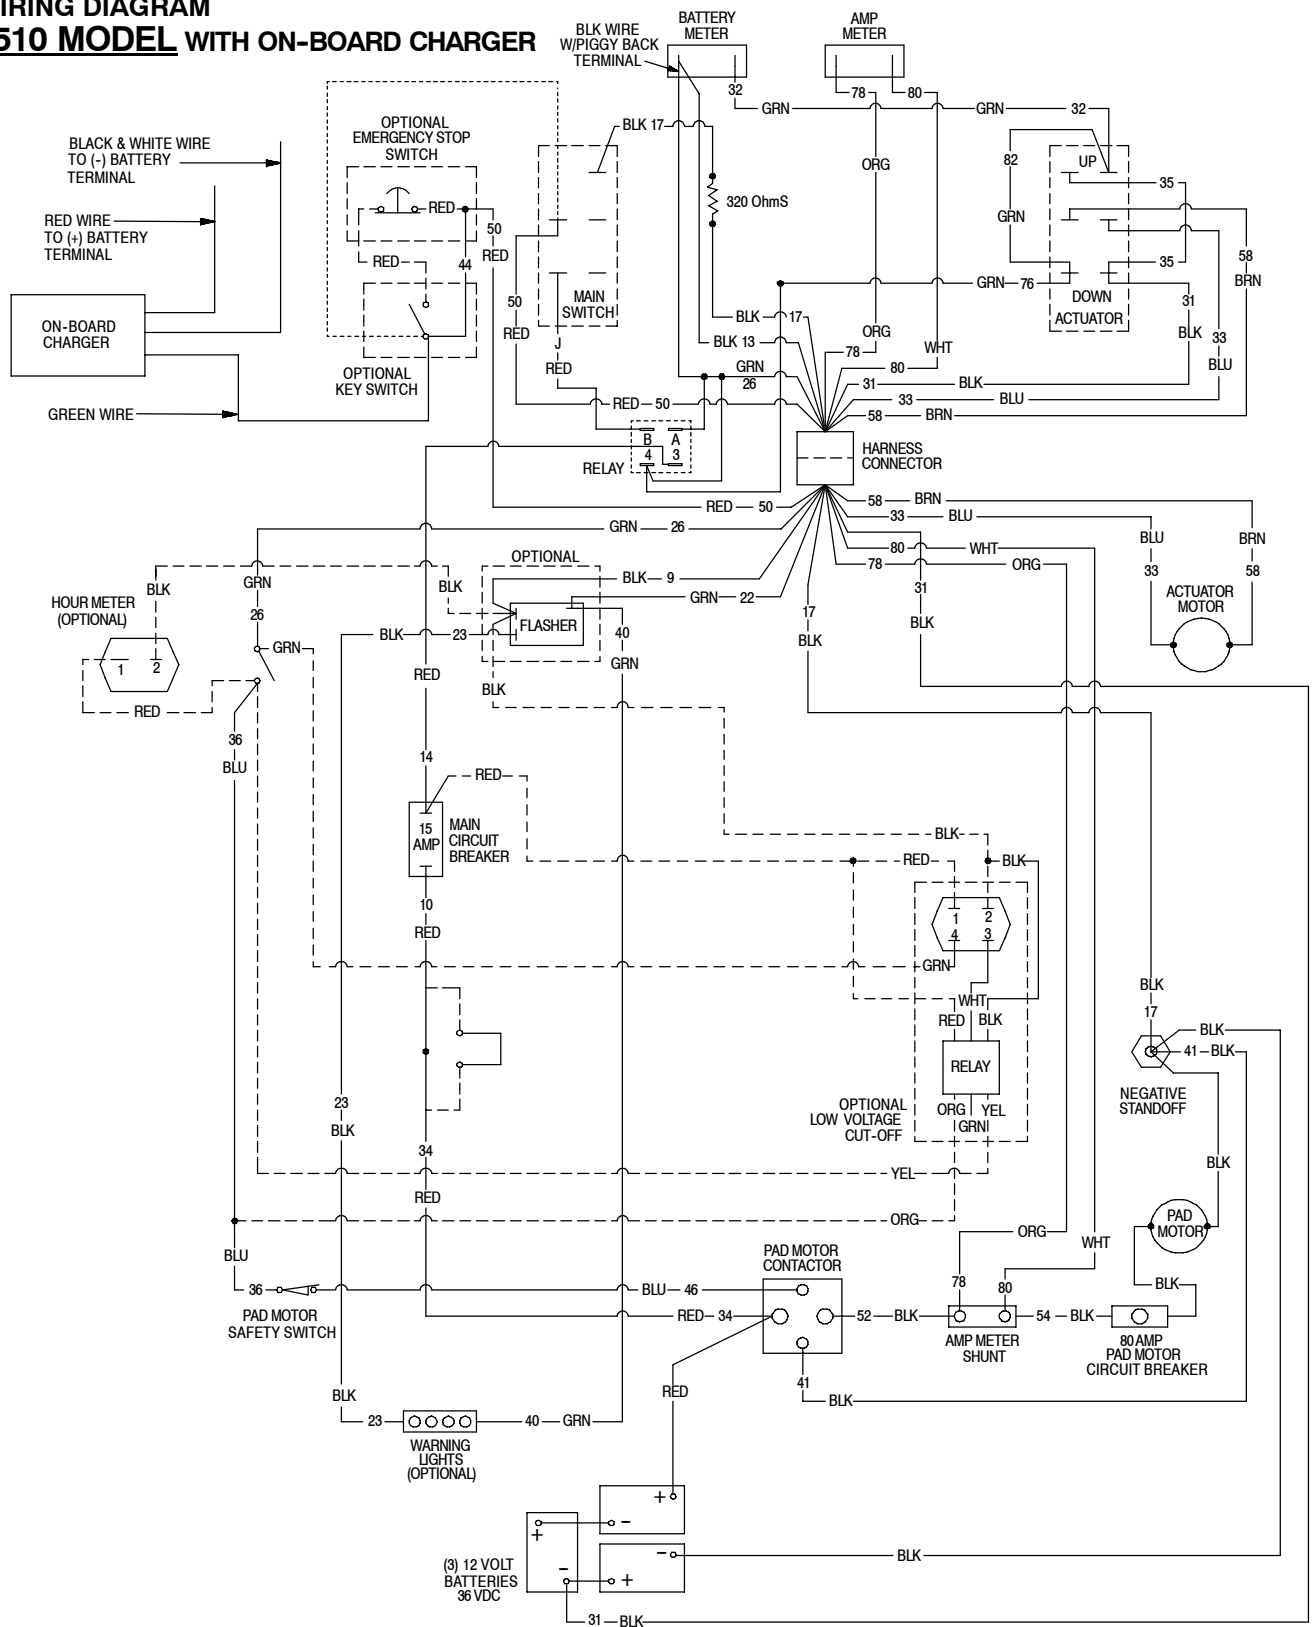 IRING DIAGRAM
510 MODEL WITH ON-BOARD CHARGER
BLK WIRE
W/PIGGY BACK
TERMINAL
BATTERY
METER
AMP
METER
32
78
80
GRN
GRN
32
BLACK & WHITE WIRE
TO (-) BATTERY
TERMINAL
OPTIONAL
EMERGENCY STOP
SWITCH
BLK 17
82
UP
ORG
35
RED WIRE
TO (+) BATTERY
TERMINAL
RED
50
RED
320 OhmS
GRN
RED
44
35
58
BRN
ON-BOARD
CHARGER
50
RED
MAIN
SWITCH
GRN
76
DOWN
ACTUATOR
31
BLK
33
BLU
BLK
17
BLK 13
ORG
78
WHT
80
J
RED
GRN
26
OPTIONAL
KEY SWITCH
31
BLK
33
BLU
58
BRN
GREEN WIRE
RED
50
B
A
4
3
RELAY
HARNESS
CONNECTOR
RED
50
58
BRN
33
BLU
GRN
26
80
WHT
78
ORG
BLU
33
BRN
58
OPTIONAL
BLK
9
GRN
22
BLK
GRN
26
BLK
31
BLK
17
BLK
HOUR METER
(OPTIONAL)
1
2
FLASHER
40
GRN
BLK
23
ACTUATOR
MOTOR
GRN
RED
RED
BLK
36
BLU
14
RED
15
AMP
MAIN
CIRCUIT
BREAKER
BLK
RED
BLK
10
RED
1
2
4
3
GRN
WHT
RED
BLK
BLK
17
BLK
41
BLK
RELAY
NEGATIVE
STANDOFF
ORG
YEL
GRN
OPTIONAL
LOW VOLTAGE
CUT-OFF
23
BLK
34
RED
YEL
BLK
ORG
ORG
WHT
PAD
MOTOR
BLU
36
PAD MOTOR
SAFETY SWITCH
BLU
46
PAD MOTOR
CONTACTOR
78
80
BLK
RED
34
52
BLK
54
BLK
AMP METER
SHUNT
80 AMP
PAD MOTOR
CIRCUIT BREAKER
41
BLK
RED
BLK
23
40
GRN
WARNING
LIGHTS
(OPTIONAL)
+
-
+
-
-
+
(3) 12 VOLT
BATTERIES
36 VDC
BLK
31
BLK